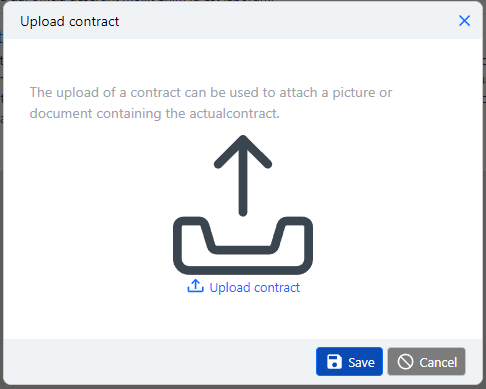 Upload contract
The upload of a contract can be used to attach a picture or
document containing the actualcontract.
Upload contract
Save
Cancel